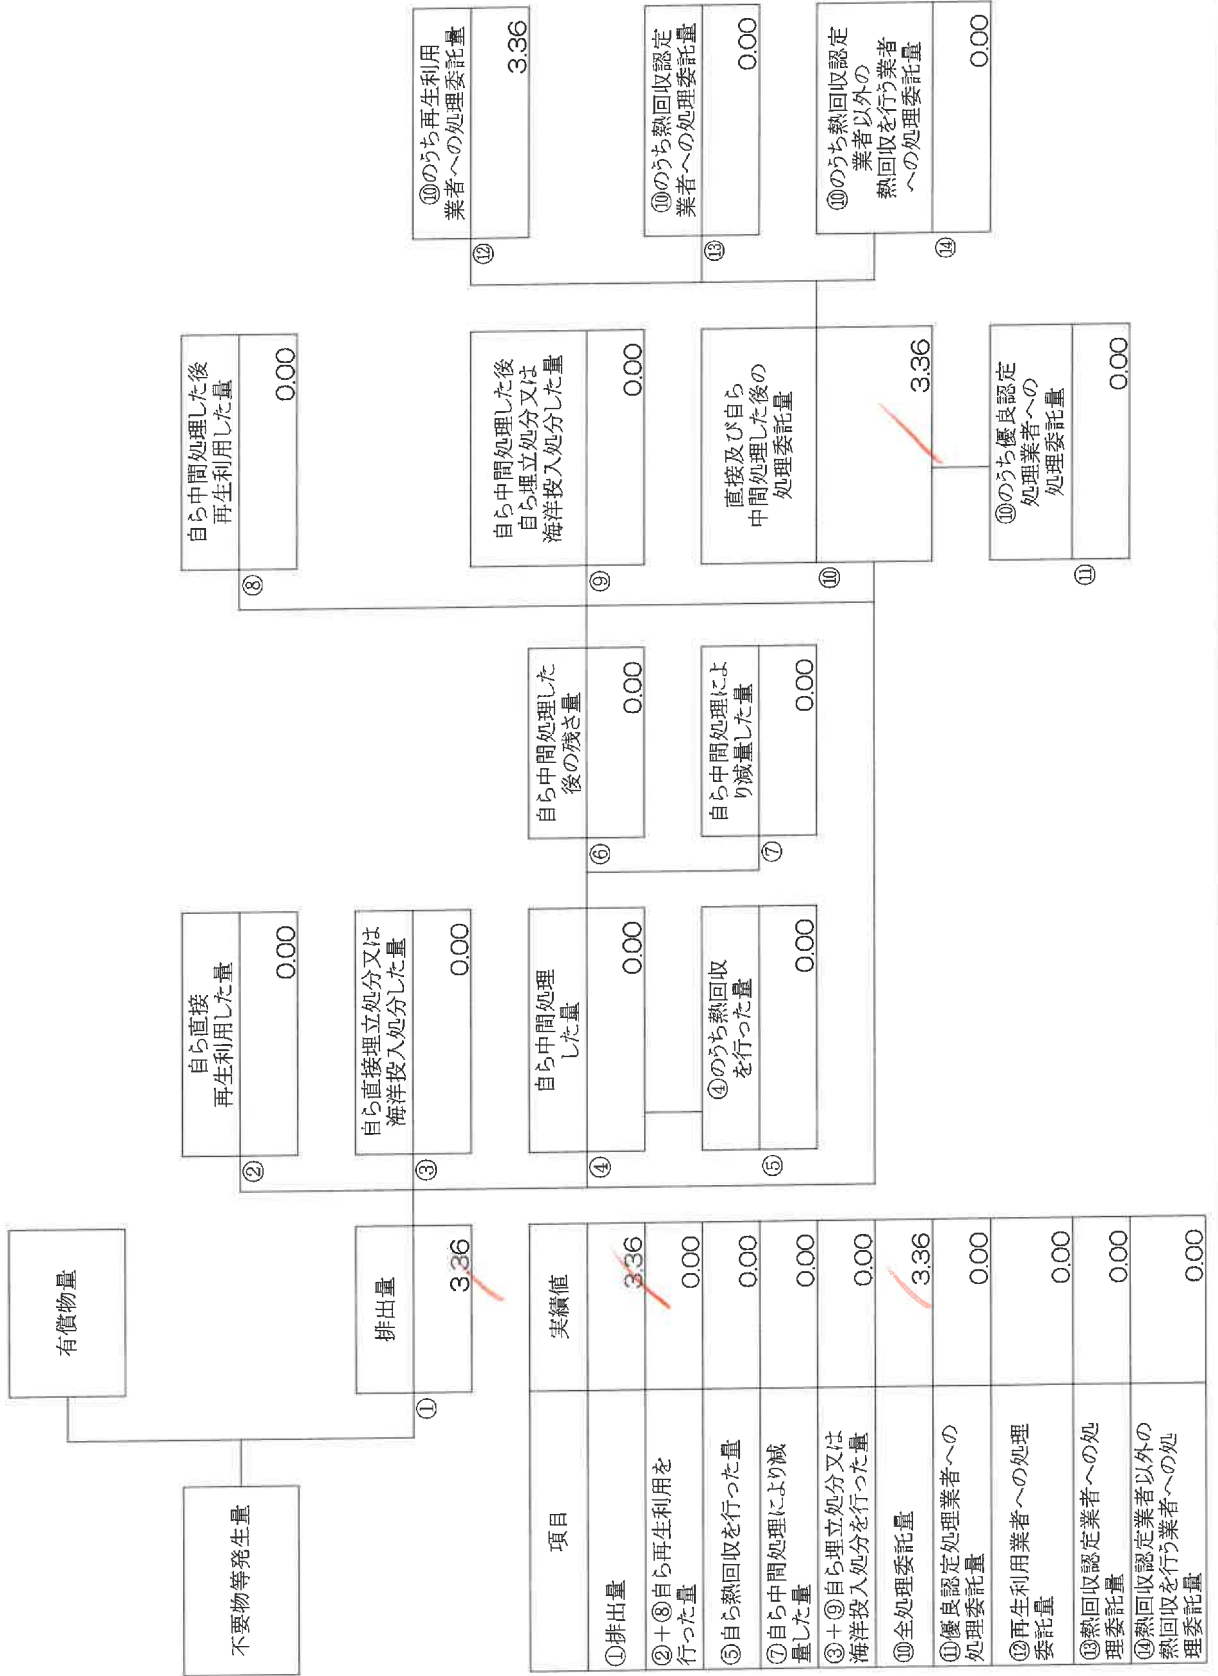 有償物量
不要物等発生量
排出量
①
3.36
自ら直接
再生利用した量
②
0.00
自ら直接埋立処分又は
海洋投入処分した量
③
0.00
自ら中間処理
した量
④
0.00
④のうち熱回収
を行った量
⑤
0.00
自ら中間処理した
後の残さ量
⑥
0.00
自ら中間処理によ
り減量した量
⑦
0.00
自ら中間処理した後
再生利用した量
⑧
0.00
自ら中間処理した後
自ら埋立処分又は
海洋投入処分した量
⑨
0.00
直接及び自ら
中間処理した後の
処理委託量
⑩
3.36
⑩のうち優良認定
処理業者への
処理委託量
⑪
0.00
⑩のうち再生利用
業者への処理委託量
⑫
3.36
⑩のうち熱回収認定
業者への処理委託量
⑬
0.00
⑩のうち熱回収認定
業者以外の
熱回収を行う業者
への処理委託量
⑭
0.00
項目 実績値
①排出量 3.36
②+⑧自ら再生利用を
行った量 0.00
⑤自ら熱回収を行った量 0.00
⑦自ら中間処理により減
量した量 0.00
③+⑨自ら埋立処分又は
海洋投入処分を行った量 0.00
⑩全処理委託量 3.36
⑪優良認定処理業者への
処理委託量 0.00
⑫再生利用業者への処理
委託量 0.00
⑬熱回収認定業者への処
理委託量 0.00
⑭熱回収認定業者以外の
熱回収を行う業者への処
理委託量 0.00